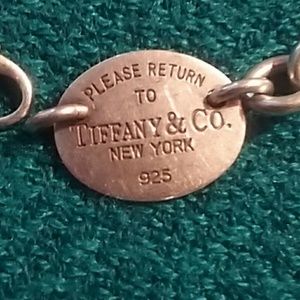 PLEASE RETURN
TO
TIFFANY & CO.
NEW YORK
925